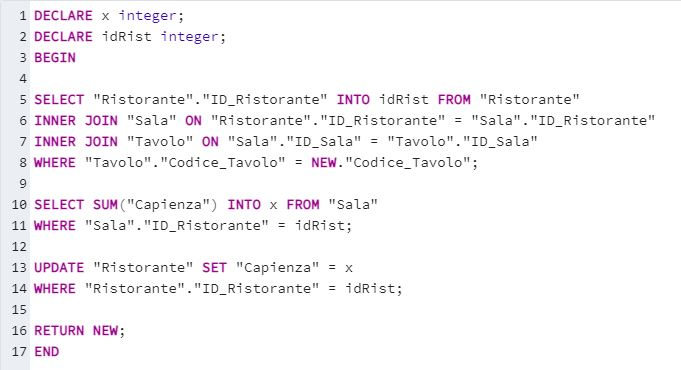 1 DECLARE x integer;
2 DECLARE idRist integer;
3 BEGIN
4
5 SELECT "Ristorante"."ID_Ristorante" INTO idRist FROM "Ristorante"
6 INNER JOIN "Sala" ON "Ristorante"."ID_Ristorante" = "Sala"."ID_Ristorante"
7 INNER JOIN "Tavolo" ON "Sala"."ID_Sala" = "Tavolo"."ID_Sala"
8 WHERE "Tavolo"."Codice_Tavolo" = NEW."Codice_Tavolo";
9
10 SELECT SUM("Capienza") INTO x FROM "Sala"
11 WHERE "Sala"."ID_Ristorante" = idRist;
12
13 UPDATE "Ristorante" SET "Capienza" = x
14 WHERE "Ristorante"."ID_Ristorante" = idRist;
15
16 RETURN NEW;
17 END